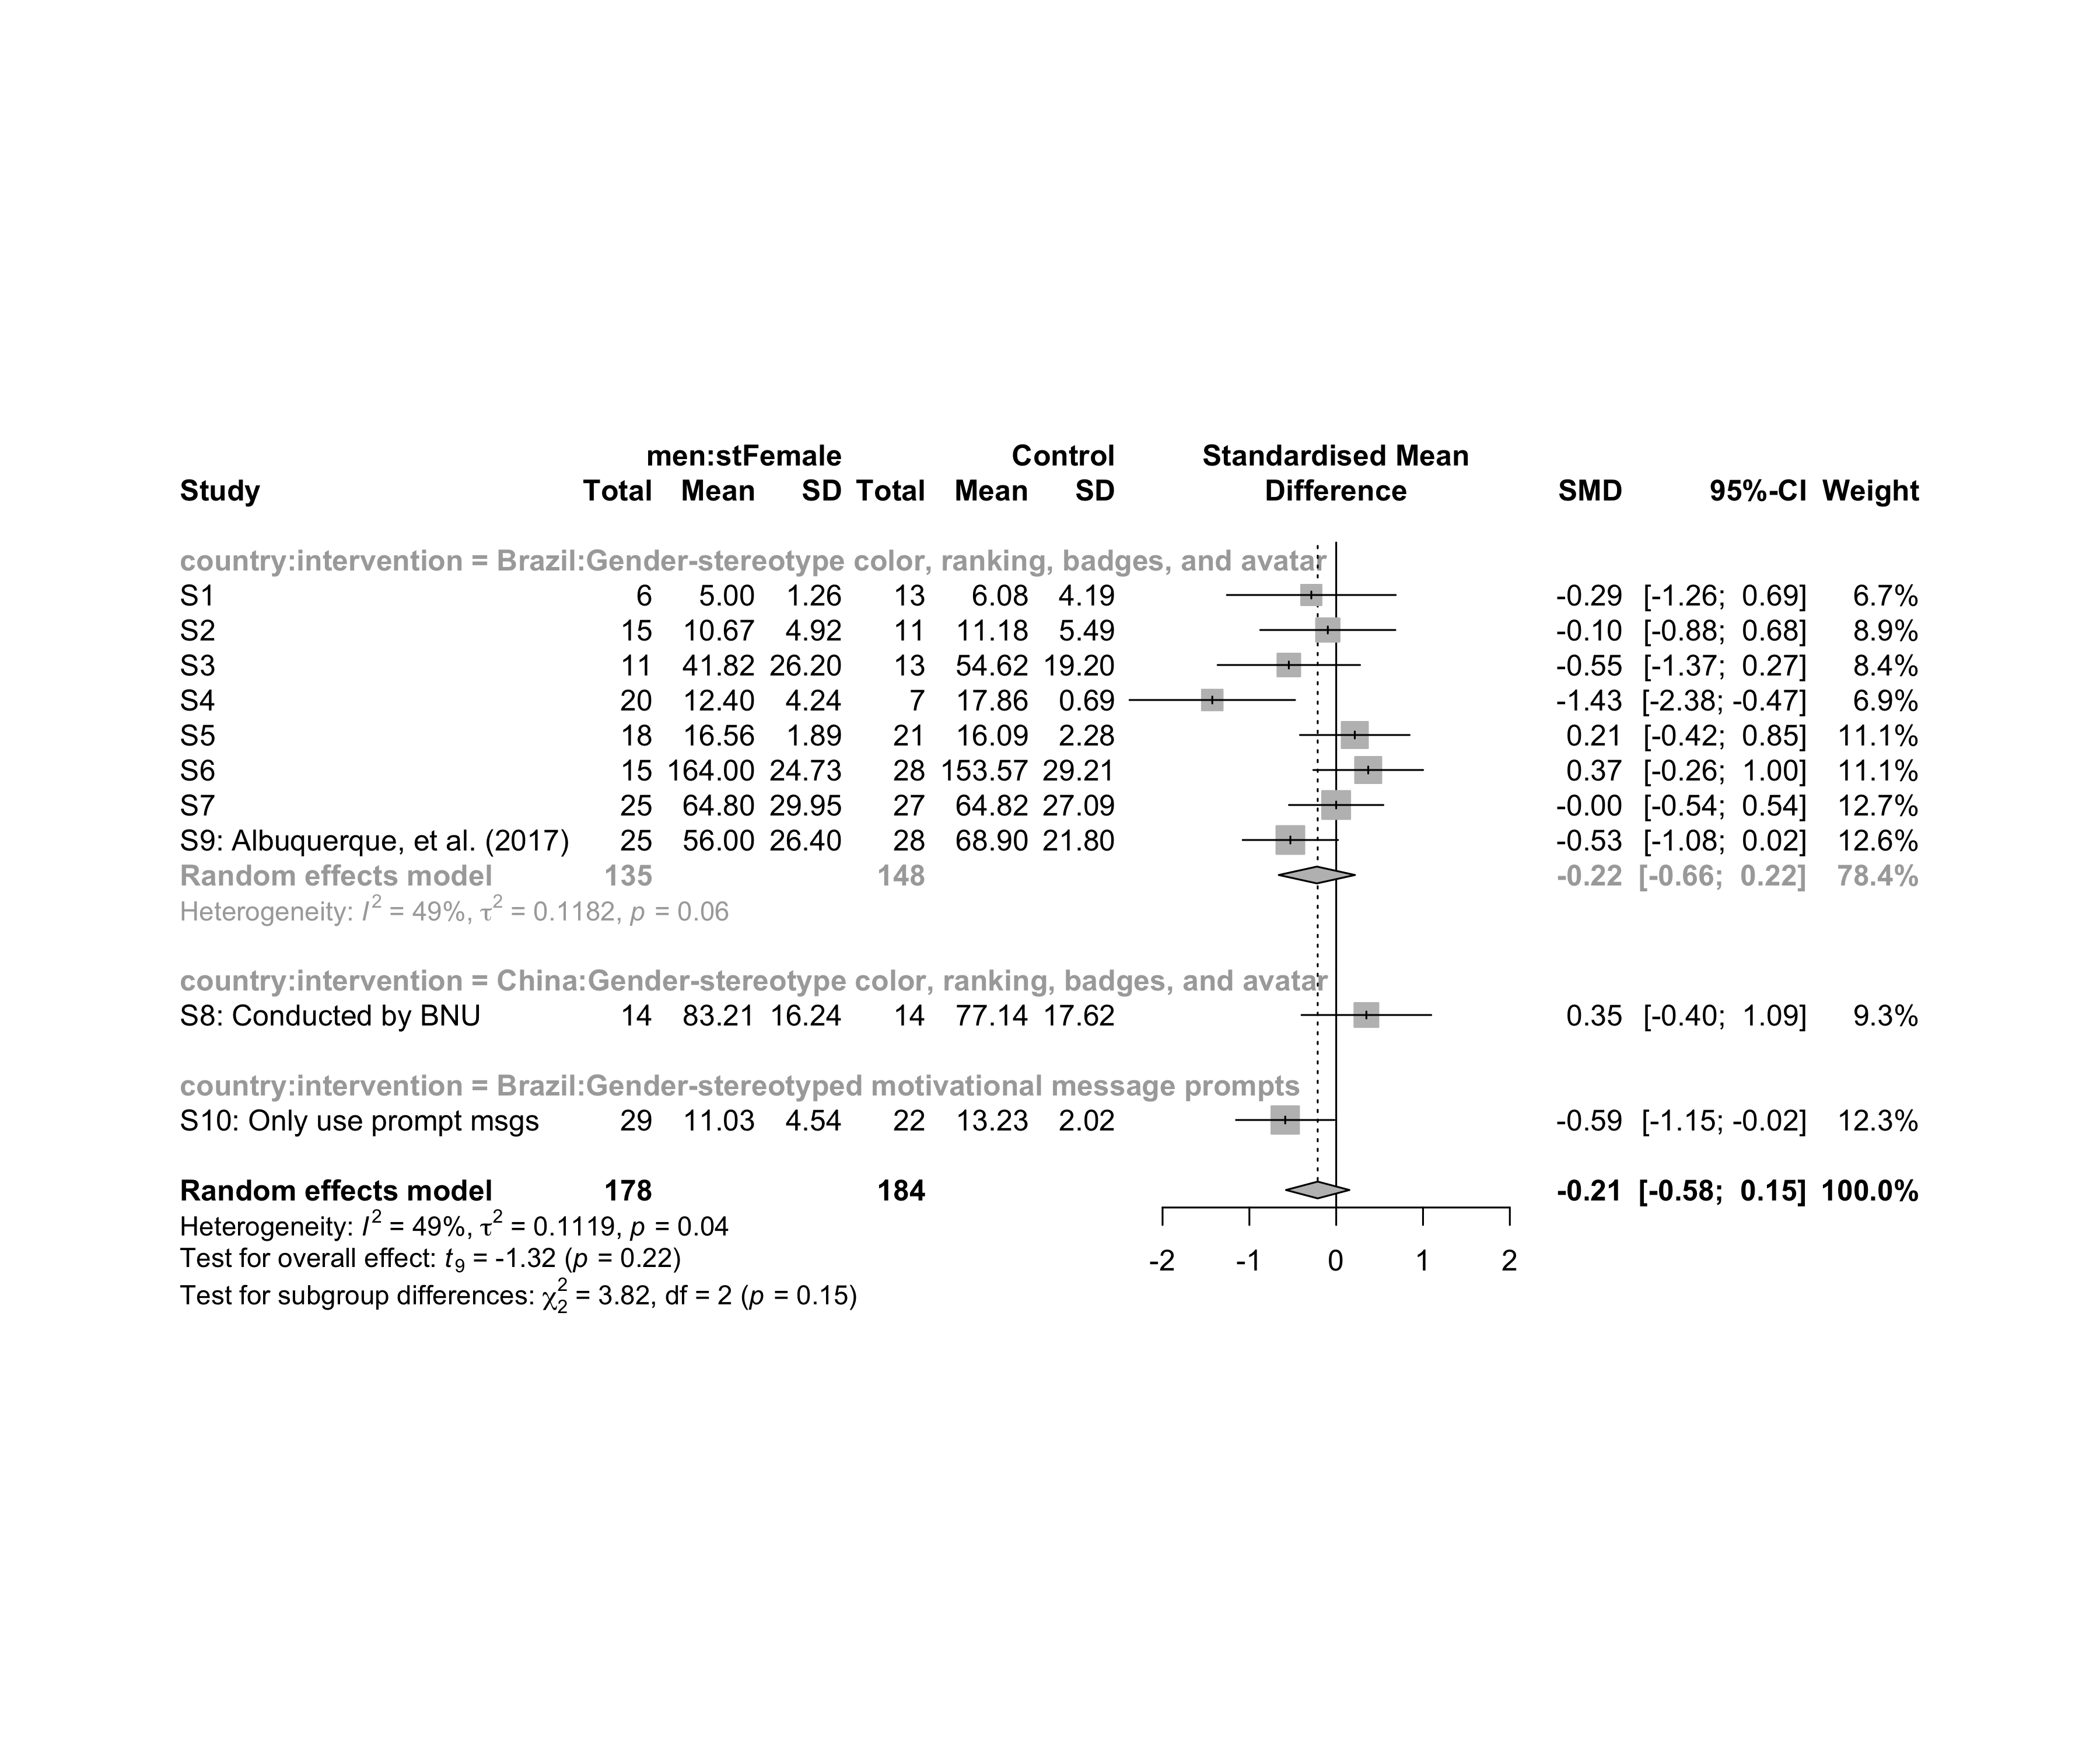 men:stFemale Control Standardised Mean
Study Total Mean SD Total Mean SD Difference SMD 95%-CI Weight
country:intervention = Brazil:Gender-stereotype color, ranking, badges, and avatar
S1 6 5.00 1.26 13 6.08 4.19 -0.29 [-1.26; 0.69] 6.7%
S2 15 10.67 4.92 11 11.18 5.49 -0.10 [-0.88; 0.68] 8.9%
S3 11 41.82 26.20 13 54.62 19.20 -0.55 [-1.37; 0.27] 8.4%
S4 20 12.40 4.24 7 17.86 0.69 -1.43 [-2.38; -0.47] 6.9%
S5 18 16.56 1.89 21 16.09 2.28 0.21 [-0.42; 0.85] 11.1%
S6 15 164.00 24.73 28 153.57 29.21 0.37 [-0.26; 1.00] 11.1%
S7 25 64.80 29.95 27 64.82 27.09 -0.00 [-0.54; 0.54] 12.7%
S9: Albuquerque, et al. (2017) 25 56.00 26.40 28 68.90 21.80 -0.53 [-1.08; 0.02] 12.6%
Random effects model 135 148 -0.22 [-0.66; 0.22] 78.4%
Heterogeneity: I² = 49%, τ² = 0.1182, p = 0.06
country:intervention = China:Gender-stereotype color, ranking, badges, and avatar
S8: Conducted by BNU 14 83.21 16.24 14 77.14 17.62 0.35 [-0.40; 1.09] 9.3%
country:intervention = Brazil:Gender-stereotyped motivational message prompts
S10: Only use prompt msgs 29 11.03 4.54 22 13.23 2.02 -0.59 [-1.15; -0.02] 12.3%
Random effects model 178 184 -0.21 [-0.58; 0.15] 100.0%
Heterogeneity: I² = 49%, τ² = 0.1119, p = 0.04
Test for overall effect: t₉ = -1.32 (p = 0.22)
-2 -1 0 1 2
Test for subgroup differences: χ²₂ = 3.82, df = 2 (p = 0.15)